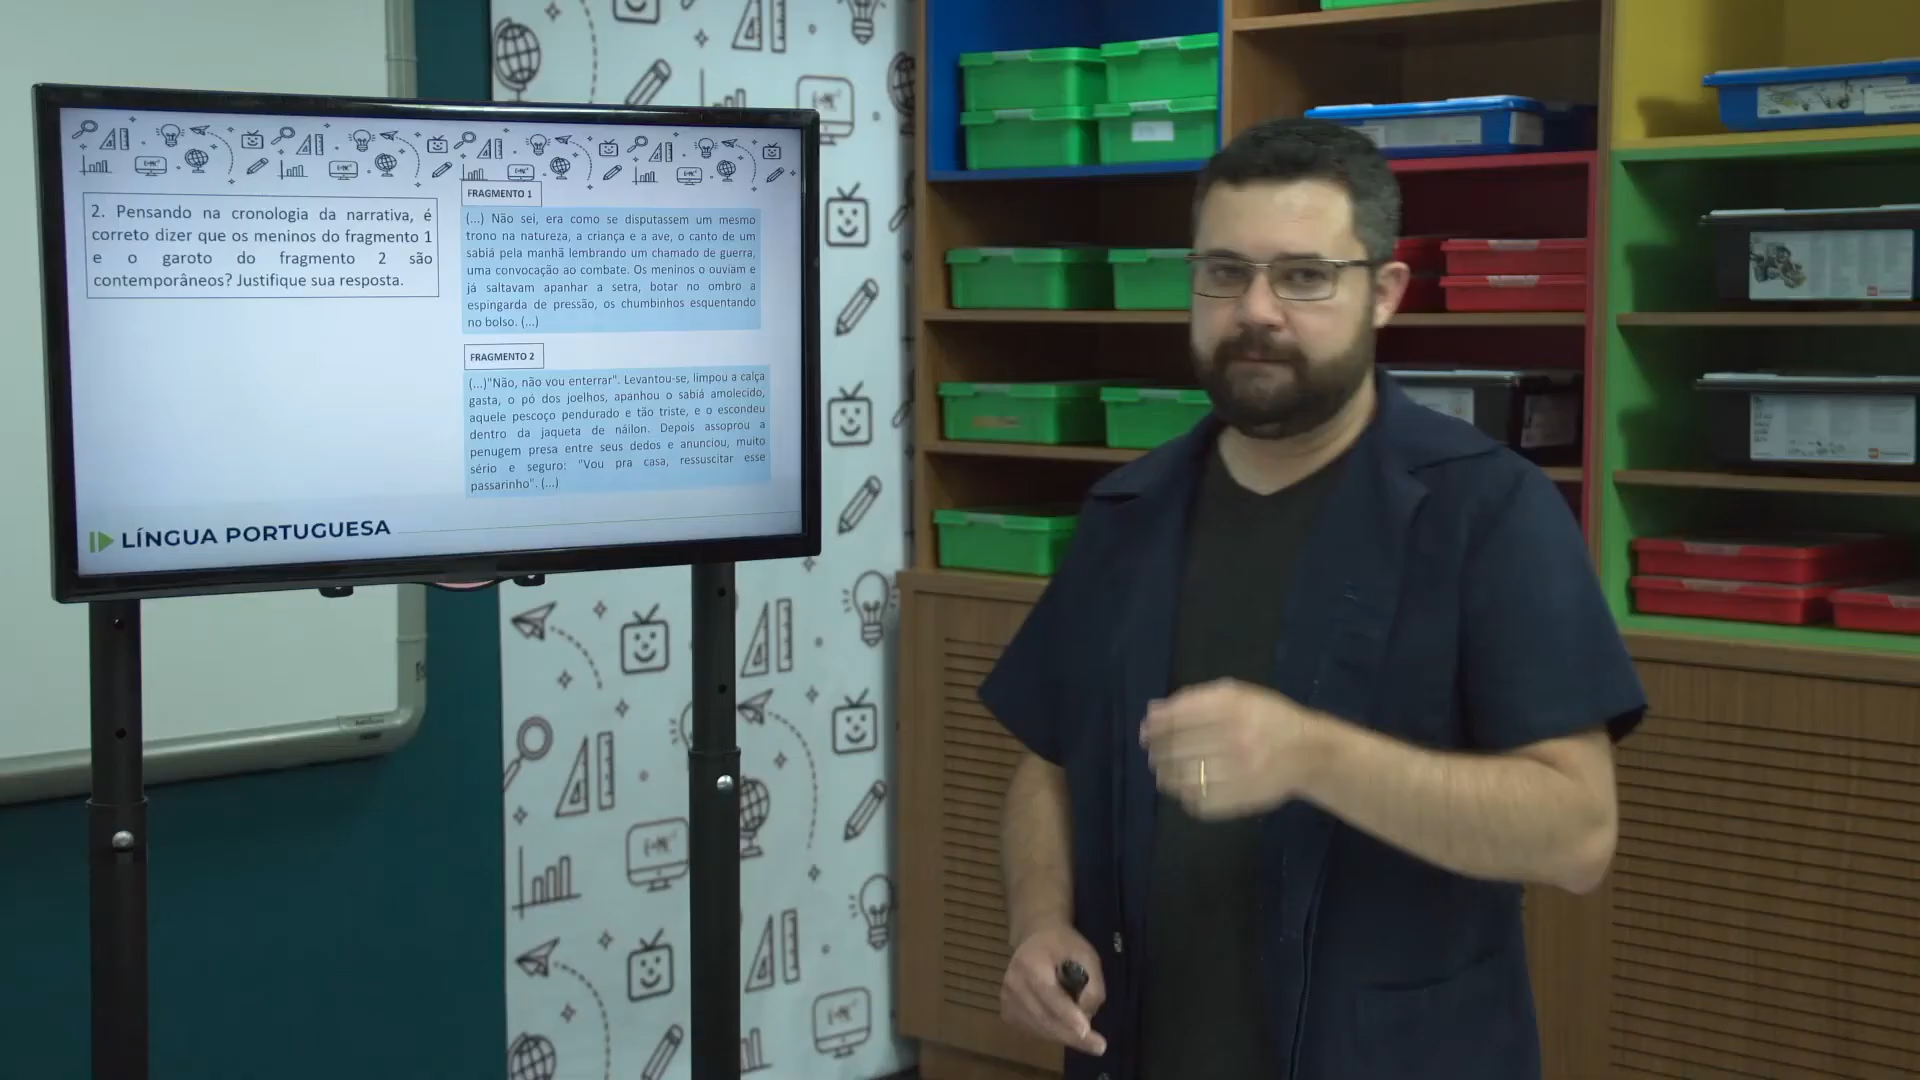 2. Pensando na cronologia da narrativa, é
correto dizer que os meninos do fragmento 1
e o garoto do fragmento 2 são
contemporâneos? Justifique sua resposta.
FRAGMENTO 1
(...) Não sei, era como se disputassem um mesmo
trono na natureza, a criança e a ave, o canto de um
sabiá pela manhã lembrando um chamado de guerra,
uma convocação ao combate. Os meninos o ouviam e
já saltavam apanhar a setra, botar no ombro a
espingarda de pressão, os chumbinhos esquentando
no bolso. (...)
FRAGMENTO 2
(...)"Não, não vou enterrar". Levantou-se, limpou a calça
gasta, o pó dos joelhos, apanhou o sabiá amolecido,
aquele pescoço pendurado e tão triste, e o escondeu
dentro da jaqueta de náilon. Depois assoprou a
penugem presa entre seus dedos e anunciou, muito
sério e seguro: "Vou pra casa, ressuscitar esse
passarinho". (...)
LÍNGUA PORTUGUESA